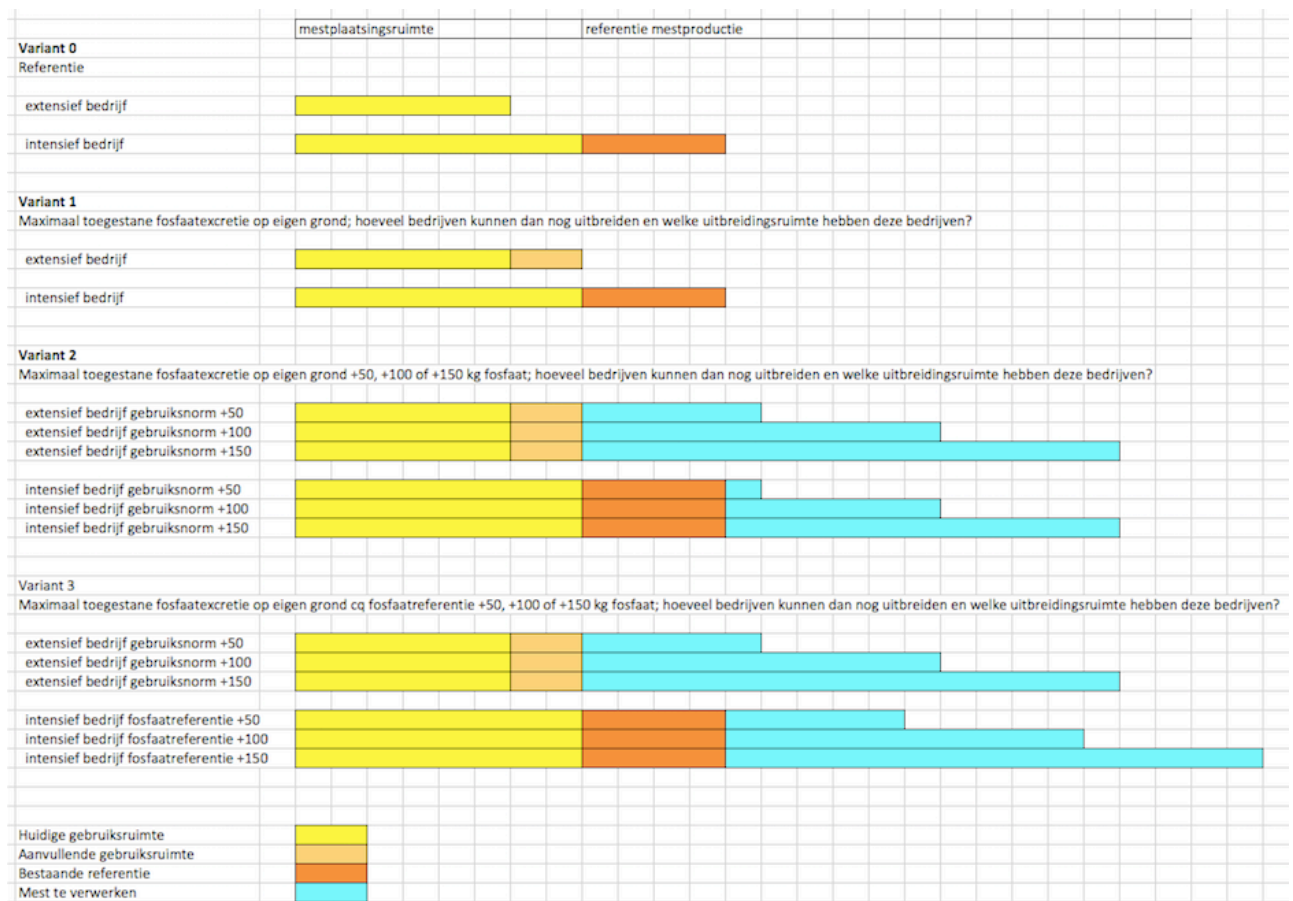 mestplaatsingsruimte referentie mestproductie
Variant 0
Referentie
extensief bedrijf
intensief bedrijf
Variant 1
Maximaal toegestane fosfaatexcretie op eigen grond; hoeveel bedrijven kunnen dan nog uitbreiden en welke uitbreidingsruimte hebben deze bedrijven?
extensief bedrijf
intensief bedrijf
Variant 2
Maximaal toegestane fosfaatexcretie op eigen grond +50, +100 of +150 kg fosfaat; hoeveel bedrijven kunnen dan nog uitbreiden en welke uitbreidingsruimte hebben deze bedrijven?
extensief bedrijf gebruiksnorm +50
extensief bedrijf gebruiksnorm +100
extensief bedrijf gebruiksnorm +150
intensief bedrijf gebruiksnorm +50
intensief bedrijf gebruiksnorm +100
intensief bedrijf gebruiksnorm +150
Variant 3
Maximaal toegestane fosfaatexcretie op eigen grond cq fosfaatreferentie +50, +100 of +150 kg fosfaat; hoeveel bedrijven kunnen dan nog uitbreiden en welke uitbreidingsruimte hebben deze bedrijven?
extensief bedrijf gebruiksnorm +50
extensief bedrijf gebruiksnorm +100
extensief bedrijf gebruiksnorm +150
intensief bedrijf fosfaatreferentie +50
intensief bedrijf fosfaatreferentie +100
intensief bedrijf fosfaatreferentie +150
Huidige gebruiksruimte
Aanvullende gebruiksruimte
Bestaande referentie
Mest te verwerken